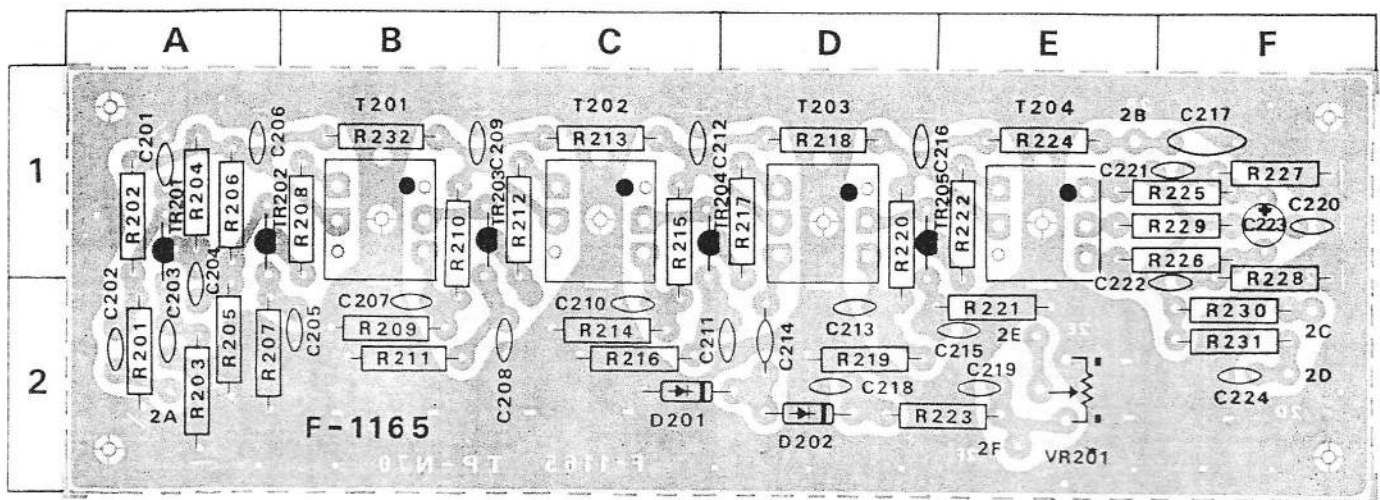 A B C D E F
1
2
T201 T202 T203 T204 2B C217
C201 C206 C209 C212 C216
R232 R213 R218 R224
C221 R227
R202 TR201 R204 R206 TR202 R208 R210 TR203 R212 R215 TR204 R217 R220 TR205 R222 R225 C220
R229 C223
R226
C202 C203 C204 C222 R228
C207 C210 C213 R221 R230
R201 R203 R205 R207 C205 R209 C208 R214 C211 C214 C215 2E R231 2C
R211 R216 R219
C218 C219 2D
C224
2A D201 R223
F-1165 D202 2F VR201
F-1165 TP-N70